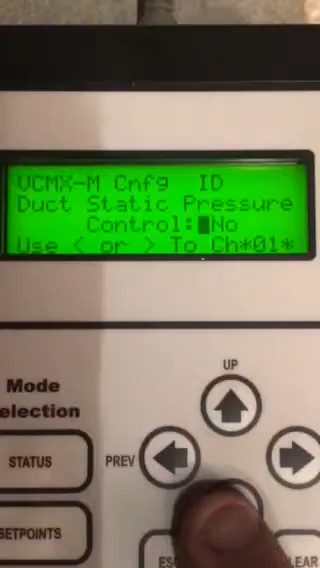 VCMX-M Cnfg ID
Duct Static Pressure
Control: No
Use < or > To Ch*01*
UP
Mode
election
PREV
STATUS
SETPOINTS
ES
LEAR